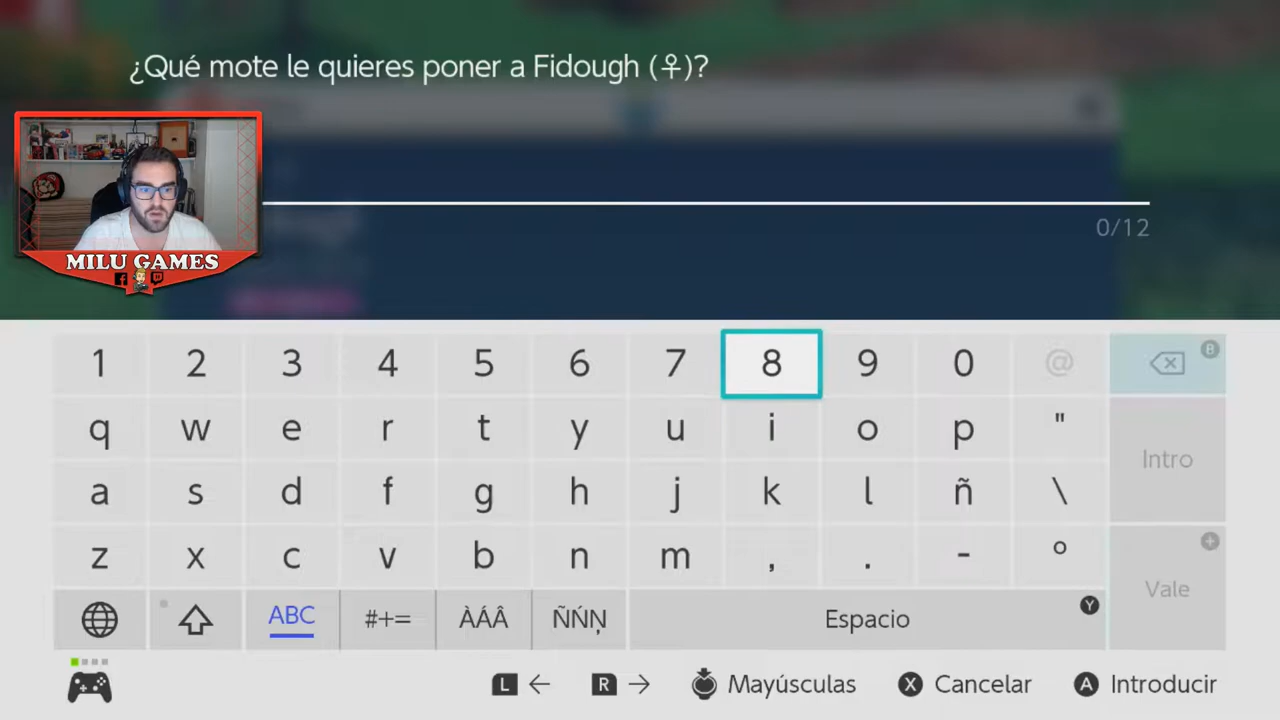 ¿Qué mote le quieres poner a Fidough (♀)?
MILU GAMES
0/12
1 2 3 4 5 6 7 8 9 0 @ B
q w e r t y u i o p "
Intro
a s d f g h j k l ñ \
z x c v b n m , . - º
Vale
ABC #+= ÀÁÂ ÑŃŅ Espacio Y
L ← R → Mayúsculas X Cancelar A Introducir